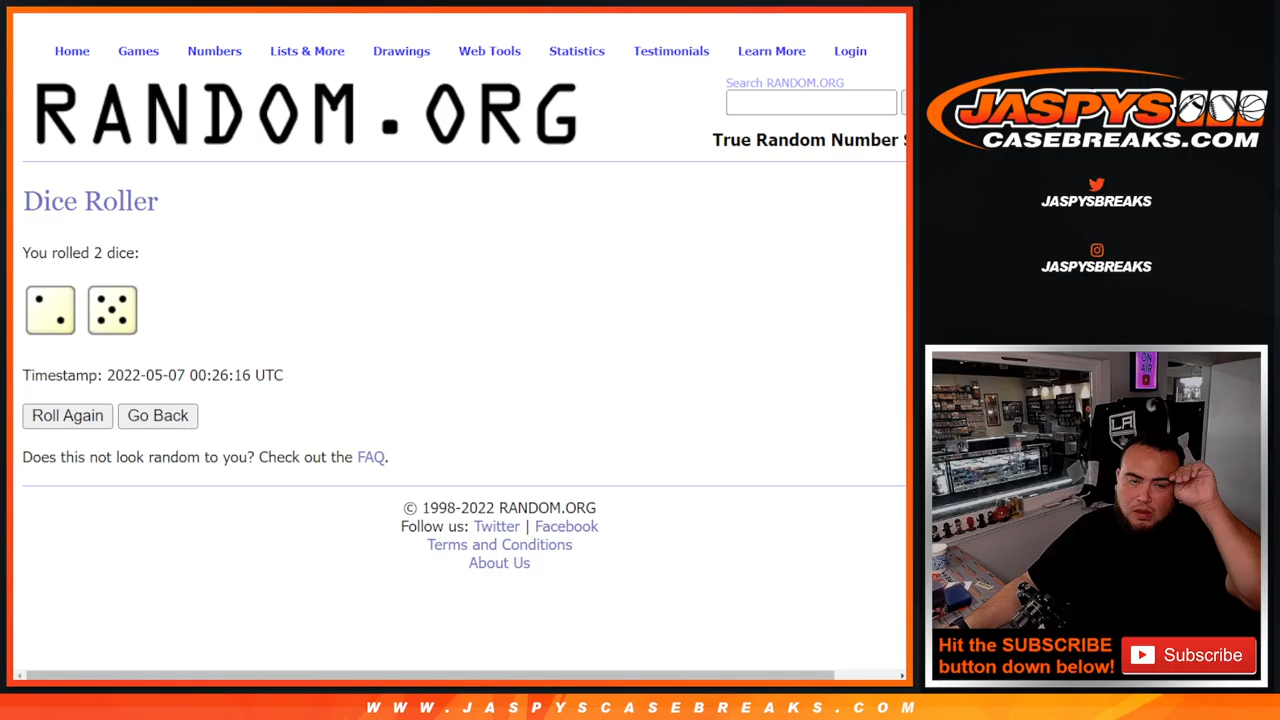 Home Games Numbers Lists & More Drawings Web Tools Statistics Testimonials Learn More Login
RANDOM.ORG
Search RANDOM.ORG
True Random Number S
Dice Roller
You rolled 2 dice:
Timestamp: 2022-05-07 00:26:16 UTC
Roll Again Go Back
Does this not look random to you? Check out the FAQ.
© 1998-2022 RANDOM.ORG
Follow us: Twitter | Facebook
Terms and Conditions
About Us
JASPYS
CASEBREAKS.COM
JASPYSBREAKS
JASPYSBREAKS
ON
AIR
LA
Hit the SUBSCRIBE
button down below!
Subscribe
WWW.JASPYSCASEBREAKS.COM